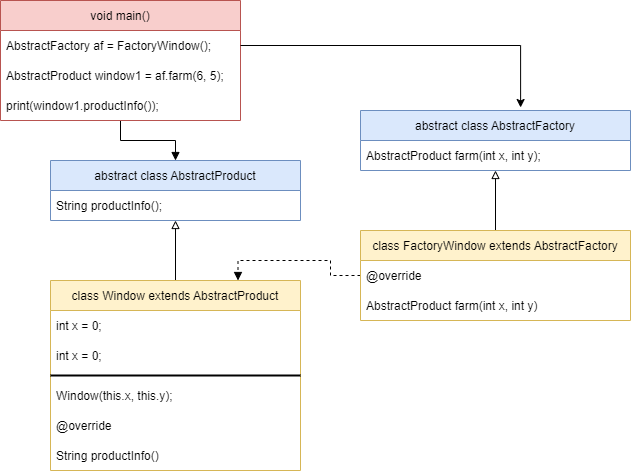 void main()
AbstractFactory af = FactoryWindow();
AbstractProduct window1 = af.farm(6, 5);
print(window1.productInfo());
abstract class AbstractFactory
AbstractProduct farm(int x, int y);
abstract class AbstractProduct
String productInfo();
class FactoryWindow extends AbstractFactory
@override
AbstractProduct farm(int x, int y)
class Window extends AbstractProduct
int x = 0;
int x = 0;
Window(this.x, this.y);
@override
String productInfo()